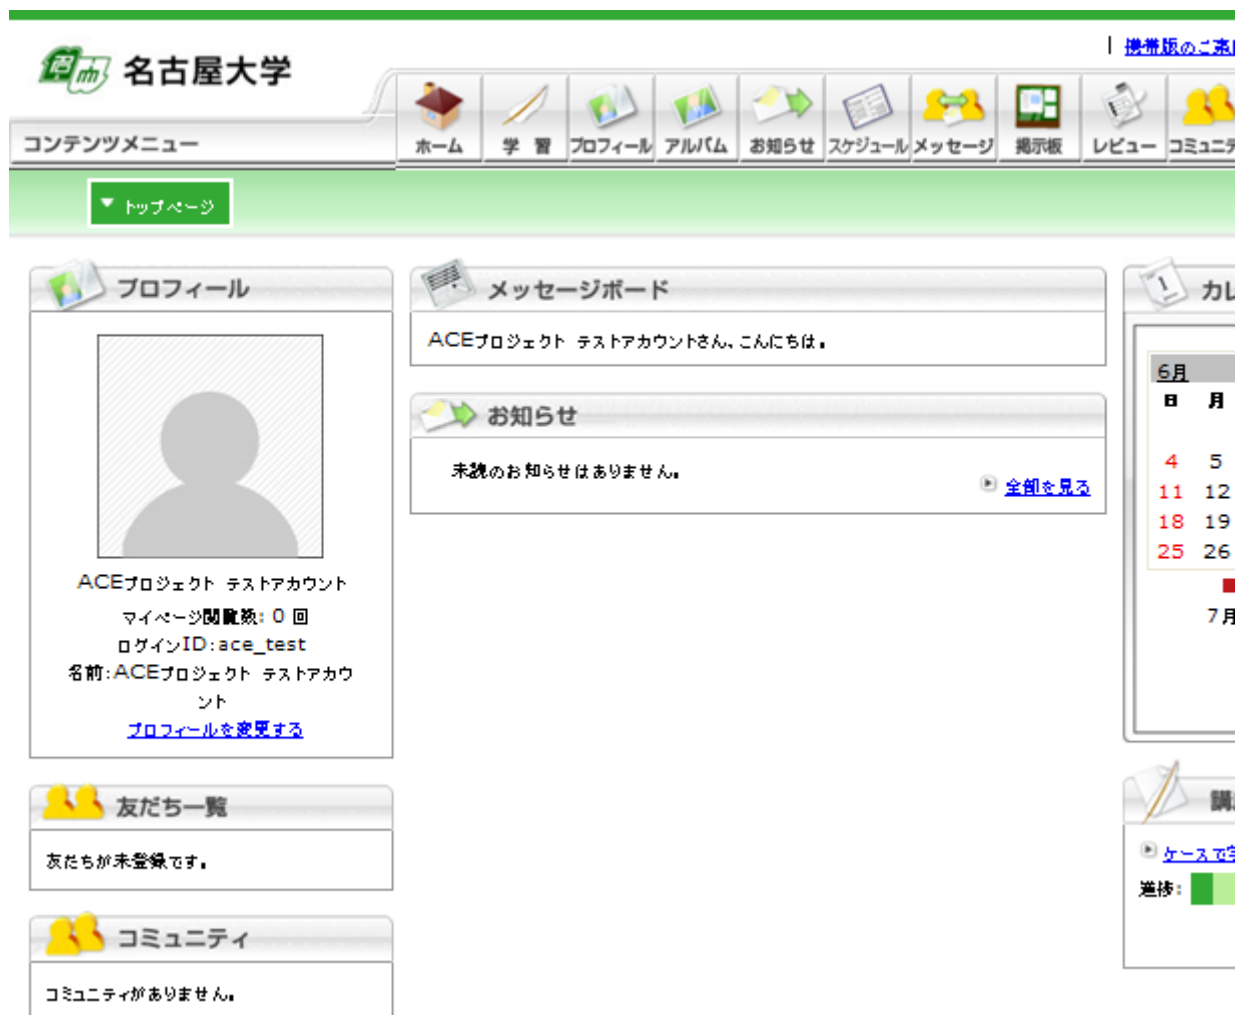 名古屋大学
携帯版のご案
コンテンツメニュー
ホーム 学習 プロフィール アルバム お知らせ スケジュール メッセージ 掲示板 レビュー コミュニテ
▼ トップページ
プロフィール
ACEプロジェクト テストアカウント
マイページ閲覧数: 0 回
ログインID:ace_test
名前:ACEプロジェクト テストアカウ
ント
プロフィールを変更する
友だち一覧
友だちが未登録です。
コミュニティ
コミュニティがありません。
メッセージボード
ACEプロジェクト テストアカウントさん、こんにちは。
お知らせ
未読のお知らせはありません。
全部を見る
カレ
6月
日 月
4 5
11 12
18 19
25 26
7月
講
ケースで
進捗: